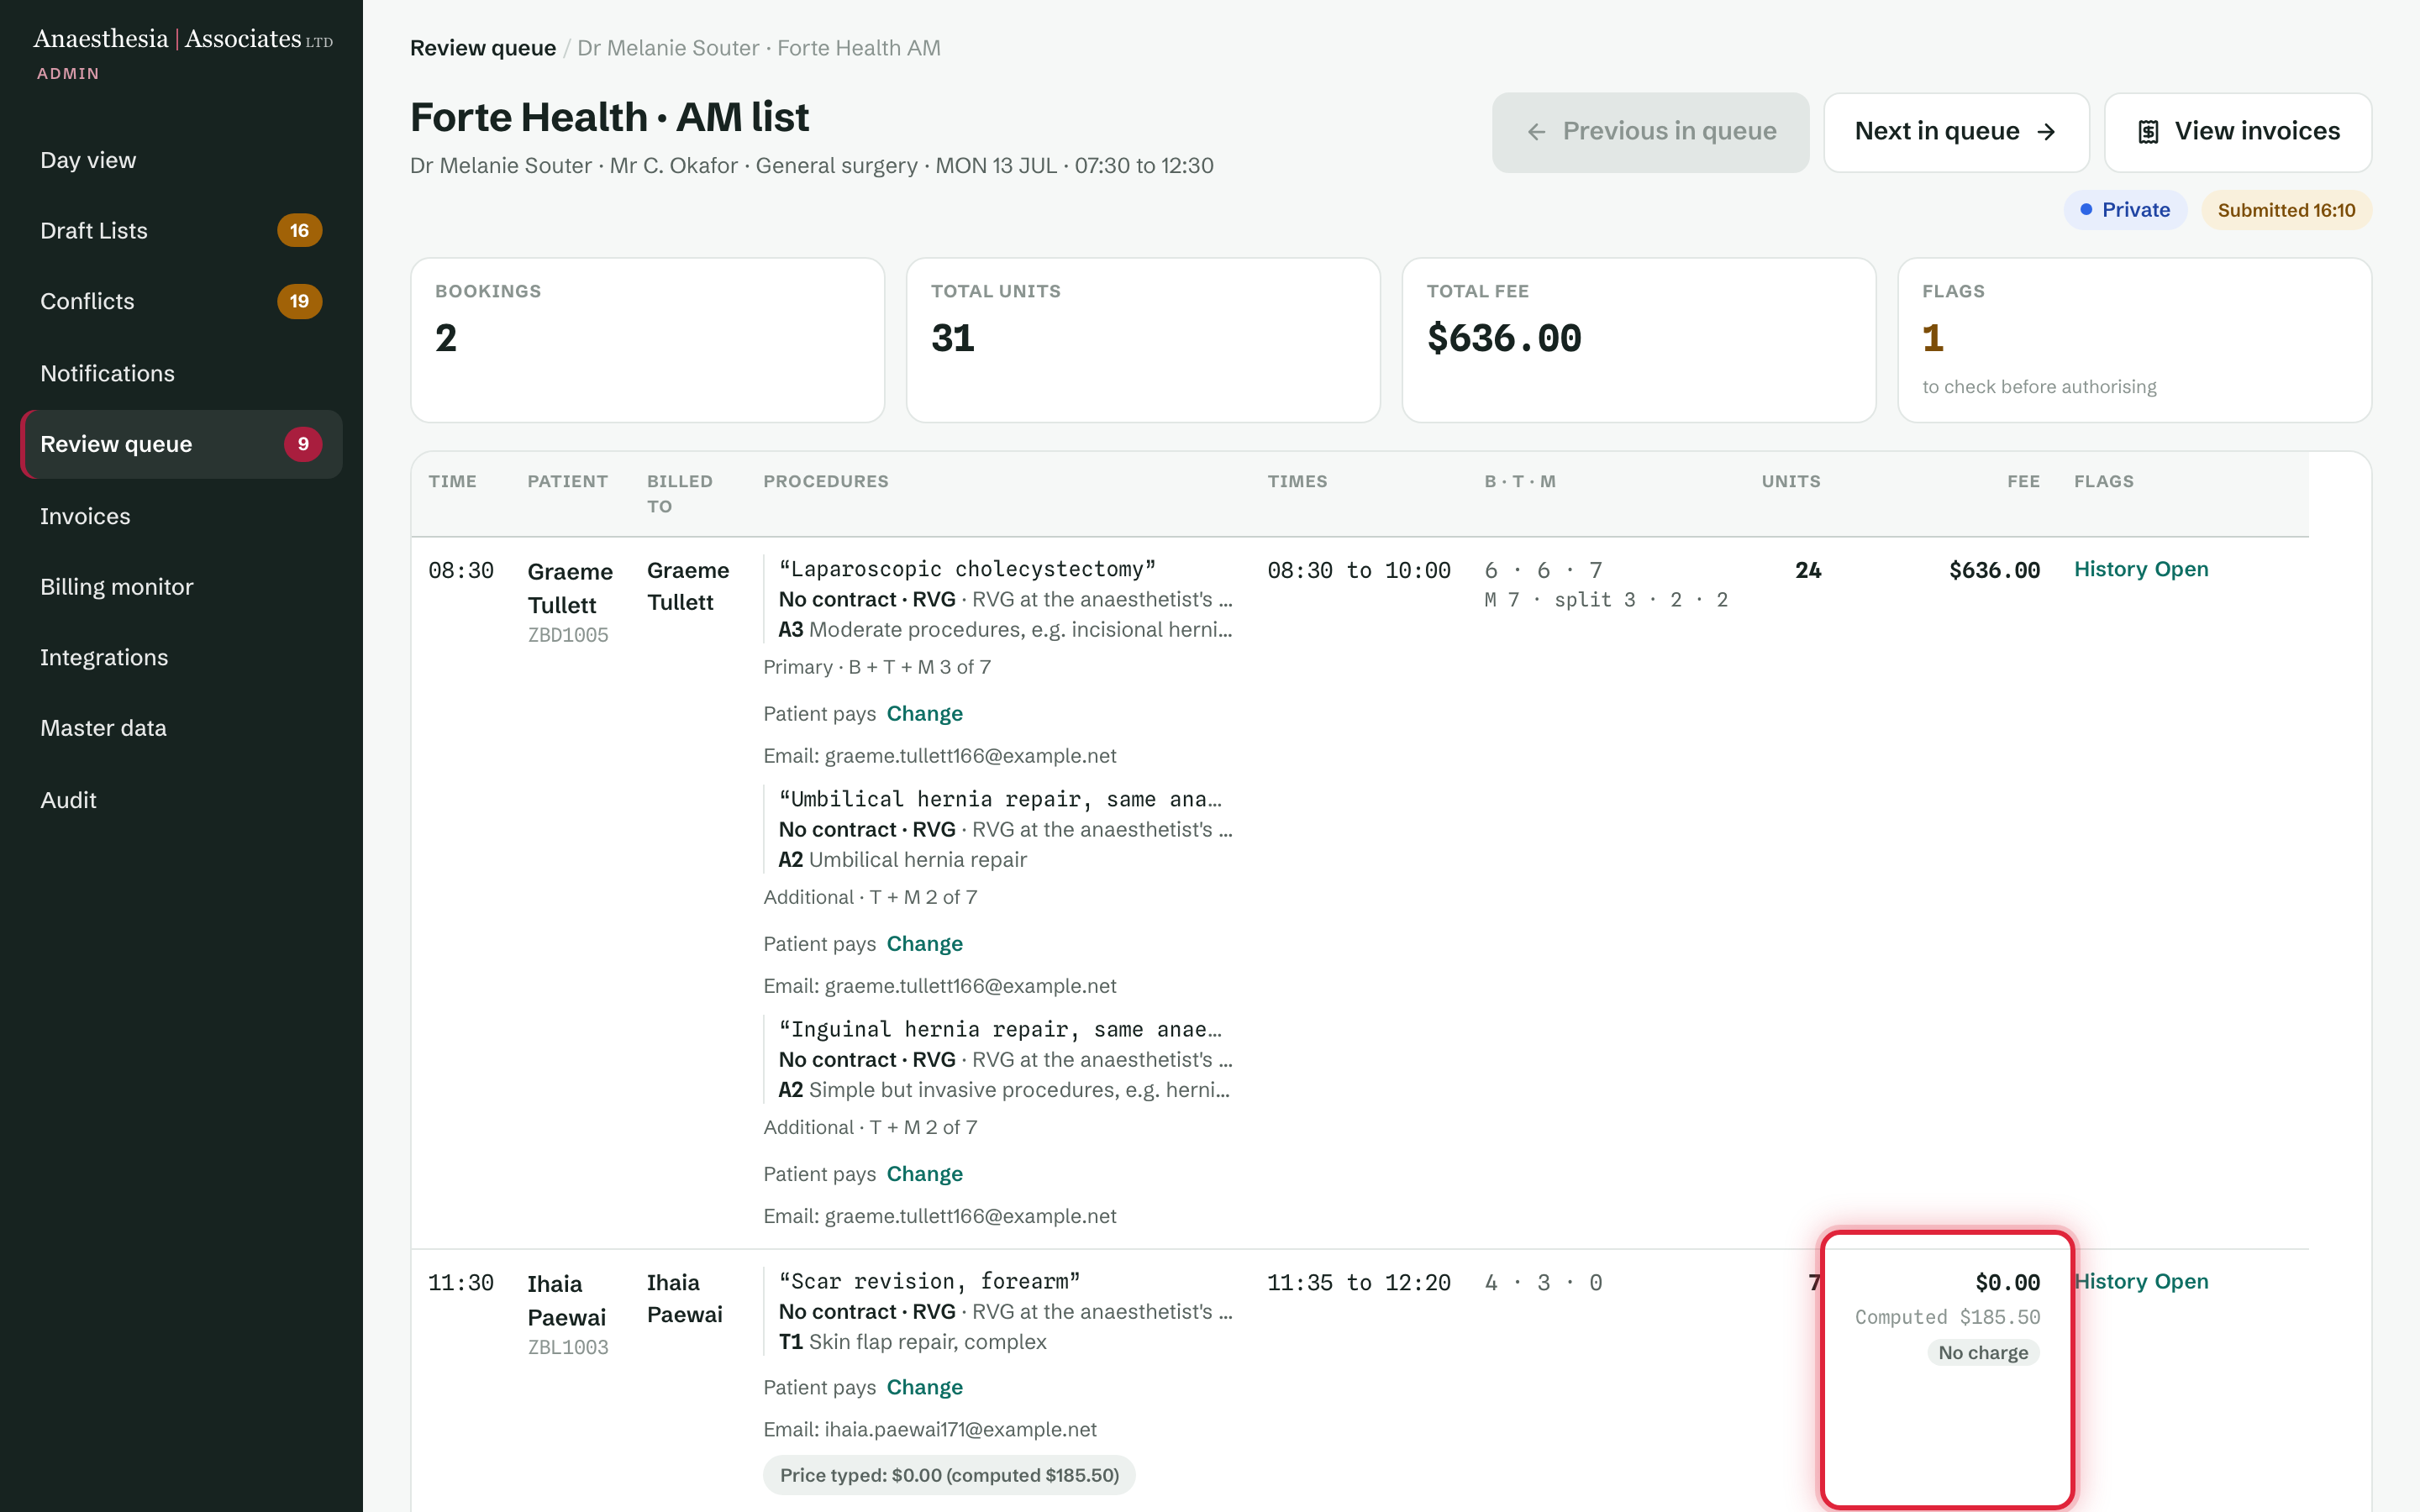 Anaesthesia | Associates LTD
ADMIN
Day view
Draft Lists 16
Conflicts 19
Notifications
Review queue 9
Invoices
Billing monitor
Integrations
Master data
Audit
Review queue / Dr Melanie Souter · Forte Health AM
Forte Health · AM list
Dr Melanie Souter · Mr C. Okafor · General surgery · MON 13 JUL · 07:30 to 12:30
← Previous in queue
Next in queue →
View invoices
Private
Submitted 16:10
BOOKINGS
2
TOTAL UNITS
31
TOTAL FEE
$636.00
FLAGS
1
to check before authorising
TIME PATIENT BILLED TO PROCEDURES TIMES B · T · M UNITS FEE FLAGS
08:30
Graeme
Tullett
ZBD1005
Graeme
Tullett
“Laparoscopic cholecystectomy”
No contract · RVG · RVG at the anaesthetist's ...
A3 Moderate procedures, e.g. incisional herni...
Primary · B + T + M 3 of 7
Patient pays Change
Email: graeme.tullett166@example.net
“Umbilical hernia repair, same ana...
No contract · RVG · RVG at the anaesthetist's ...
A2 Umbilical hernia repair
Additional · T + M 2 of 7
Patient pays Change
Email: graeme.tullett166@example.net
“Inguinal hernia repair, same anae...
No contract · RVG · RVG at the anaesthetist's ...
A2 Simple but invasive procedures, e.g. herni...
Additional · T + M 2 of 7
Patient pays Change
Email: graeme.tullett166@example.net
08:30 to 10:00
6 · 6 · 7
M 7 · split 3 · 2 · 2
24
$636.00
History Open
11:30
Ihaia
Paewai
ZBL1003
Ihaia
Paewai
“Scar revision, forearm”
No contract · RVG · RVG at the anaesthetist's ...
T1 Skin flap repair, complex
Patient pays Change
Email: ihaia.paewai171@example.net
Price typed: $0.00 (computed $185.50)
11:35 to 12:20
4 · 3 · 0
7
$0.00
Computed $185.50
No charge
History Open